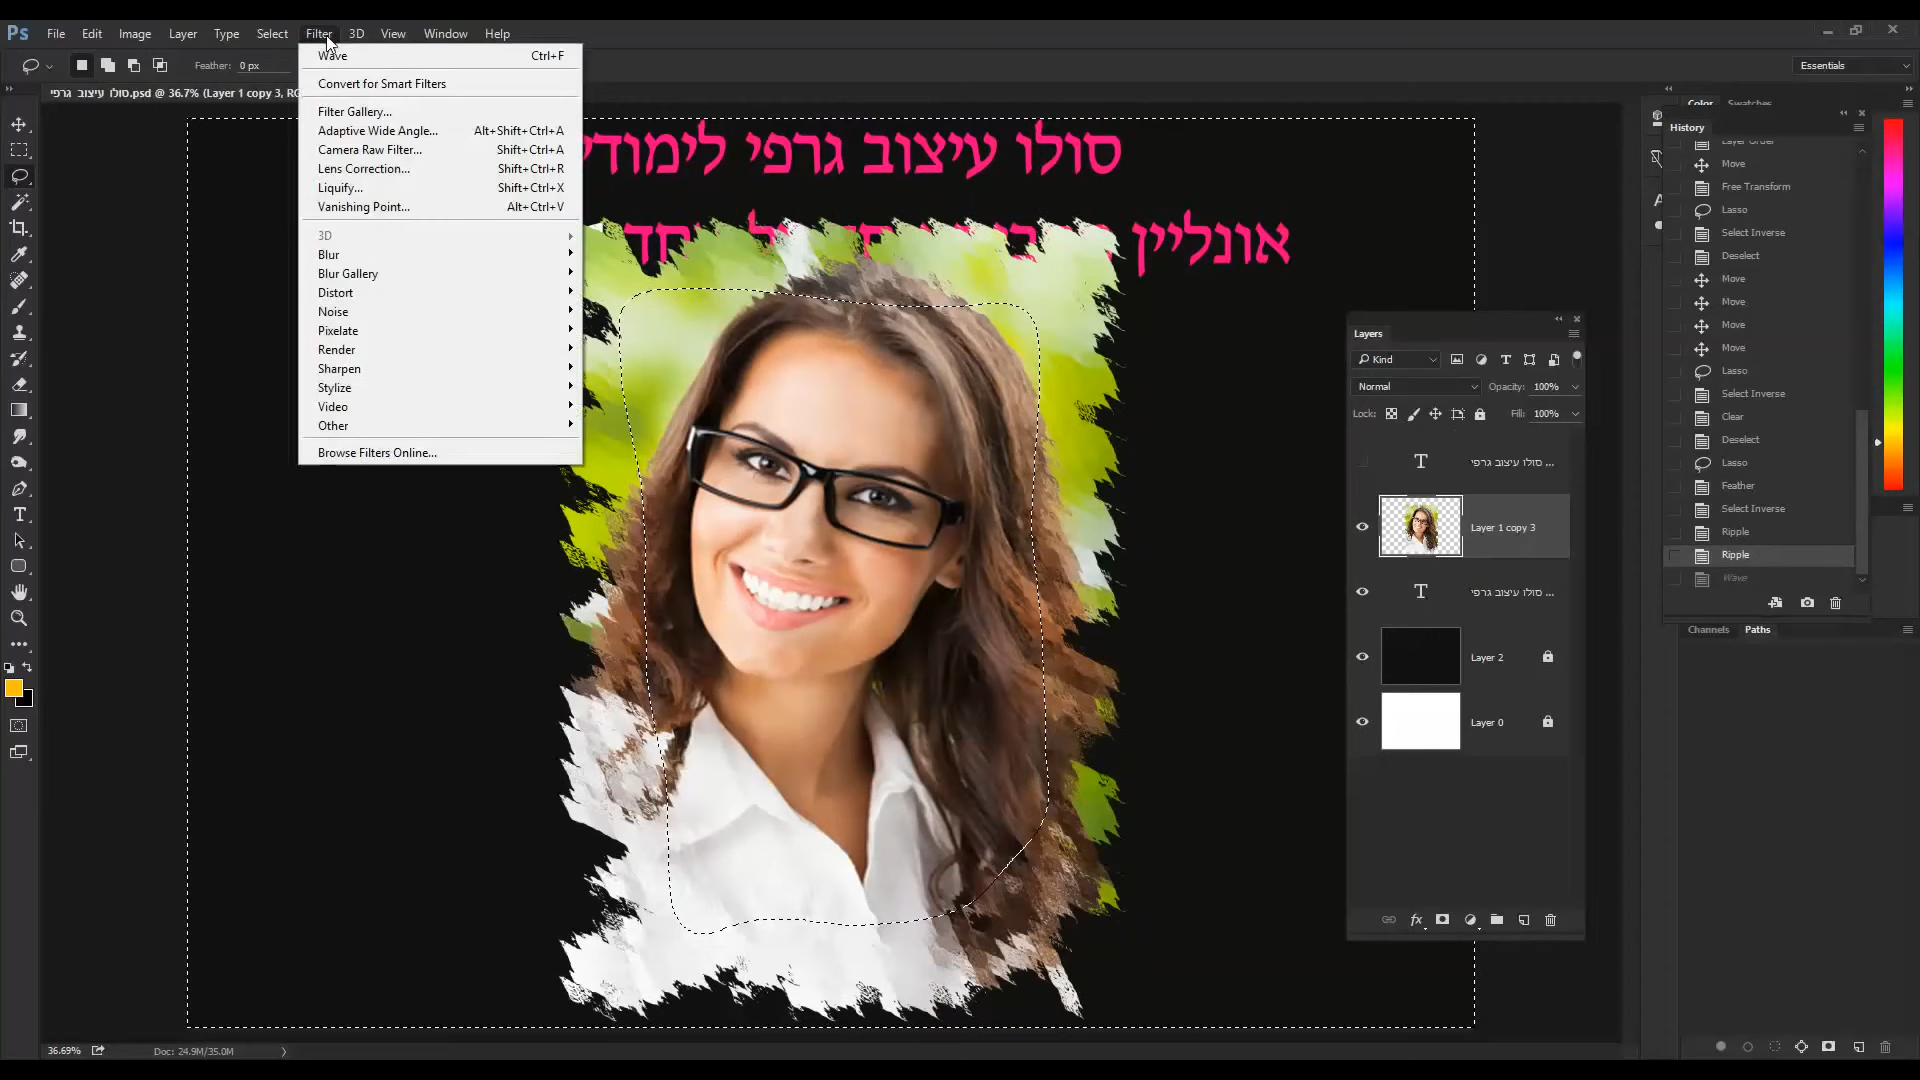 Ps File Edit Image Layer Type Select Filter 3D View Window Help
Feather: 0 px
Essentials
סולו עיצוב גרפי.psd @ 36.7% (Layer 1 copy 3, RG
Wave Ctrl+F
Convert for Smart Filters
Filter Gallery...
Adaptive Wide Angle... Alt+Shift+Ctrl+A
Camera Raw Filter... Shift+Ctrl+A
Lens Correction... Shift+Ctrl+R
Liquify... Shift+Ctrl+X
Vanishing Point... Alt+Ctrl+V
3D
Blur
Blur Gallery
Distort
Noise
Pixelate
Render
Sharpen
Stylize
Video
Other
Browse Filters Online...
סולו עיצוב גרפי לימודי
אונליין
Color Swatches
History
Layer Order
Move
Free Transform
Lasso
Select Inverse
Deselect
Move
Move
Move
Move
Lasso
Select Inverse
Clear
Deselect
Lasso
Feather
Select Inverse
Ripple
Ripple
Wave
Channels Paths
Layers
Kind
Normal Opacity: 100%
Lock: Fill: 100%
סולו עיצוב גרפי ...
Layer 1 copy 3
סולו עיצוב גרפי ...
Layer 2
Layer 0
fx
36.69% Doc: 24.9M/35.0M